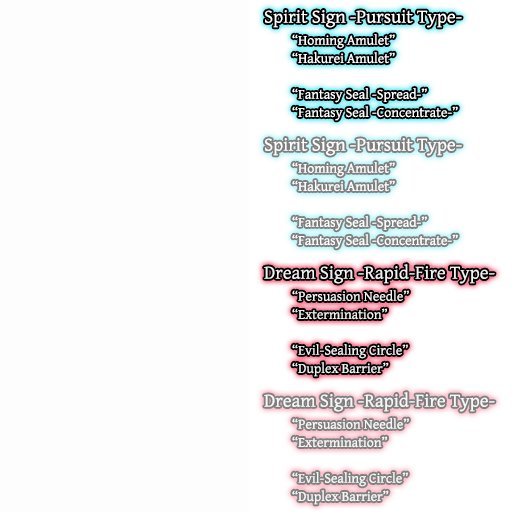 Spirit Sign -Pursuit Type-
“Homing Amulet”
“Hakurei Amulet”
“Fantasy Seal -Spread-”
“Fantasy Seal -Concentrate-”
Spirit Sign -Pursuit Type-
“Homing Amulet”
“Hakurei Amulet”
“Fantasy Seal -Spread-”
“Fantasy Seal -Concentrate-”
Dream Sign -Rapid-Fire Type-
“Persuasion Needle”
“Extermination”
“Evil-Sealing Circle”
“Duplex Barrier”
Dream Sign -Rapid-Fire Type-
“Persuasion Needle”
“Extermination”
“Evil-Sealing Circle”
“Duplex Barrier”